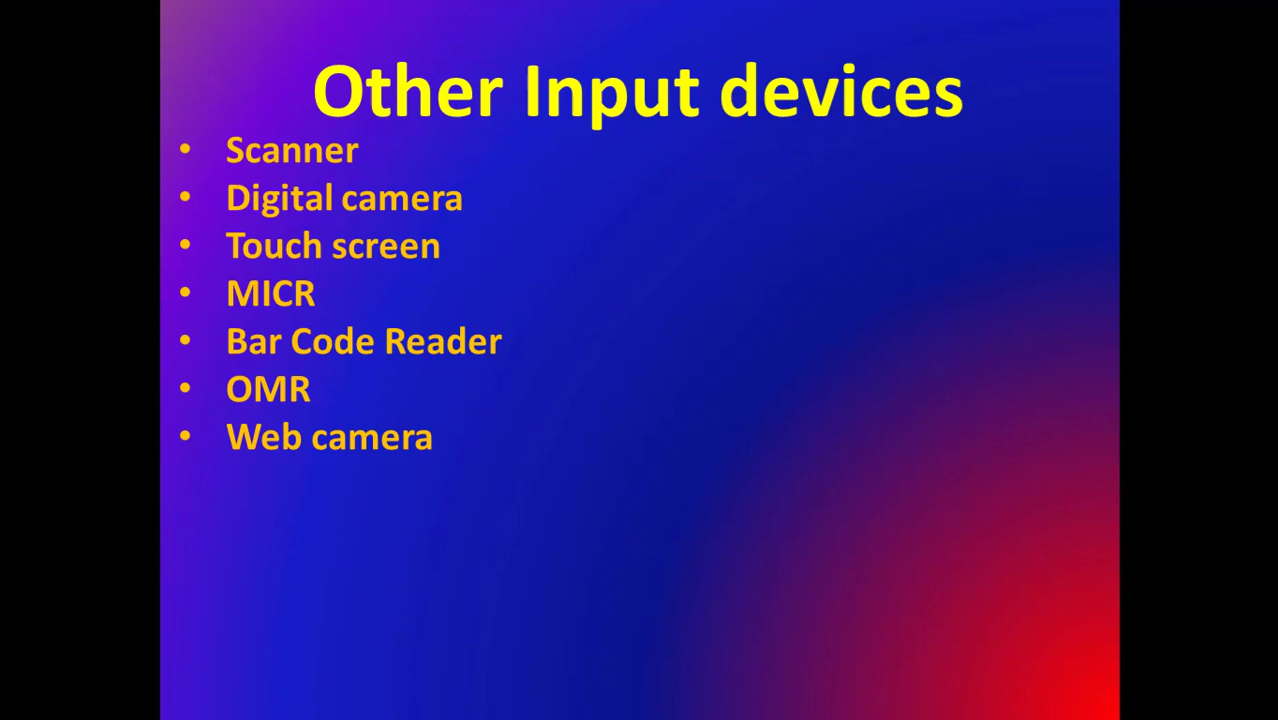 Other Input devices
• Scanner
• Digital camera
• Touch screen
• MICR
• Bar Code Reader
• OMR
• Web camera